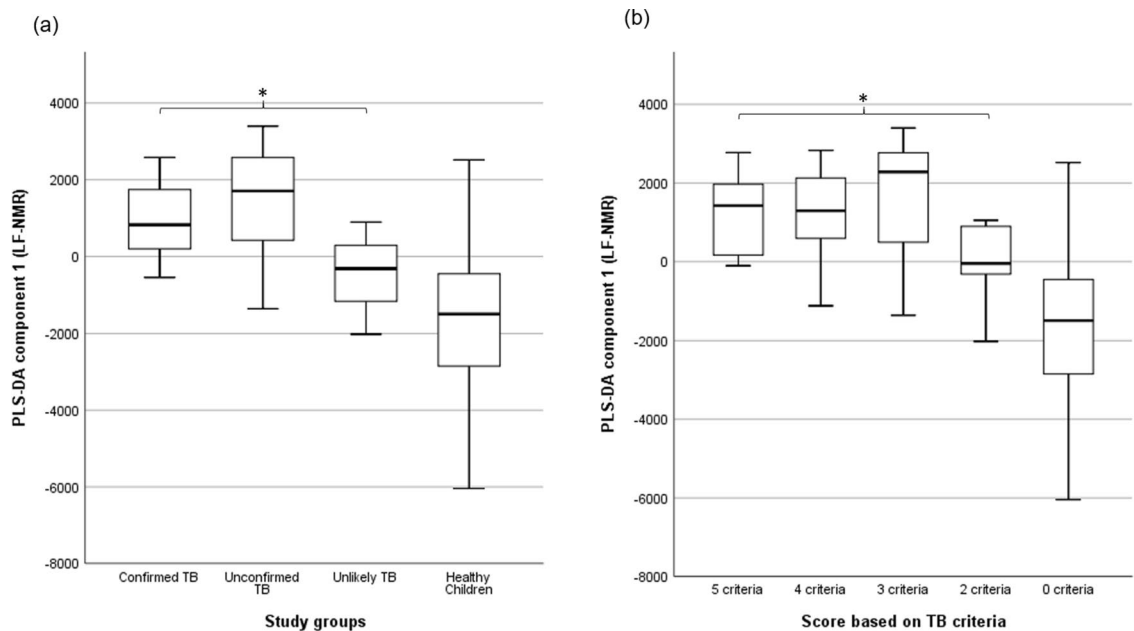 (a)
*
4000
2000
0
-2000
-4000
-6000
-8000
PLS-DA component 1 (LF-NMR)
Confirmed TB
Unconfirmed
TB
Unlikely TB
Healthy
Children
Study groups
(b)
*
4000
2000
0
-2000
-4000
-6000
-8000
PLS-DA component 1 (LF-NMR)
5 criteria
4 criteria
3 criteria
2 criteria
0 criteria
Score based on TB criteria